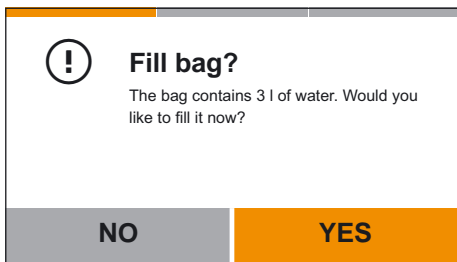 Fill bag?
The bag contains 3 l of water. Would you
like to fill it now?
NO
YES